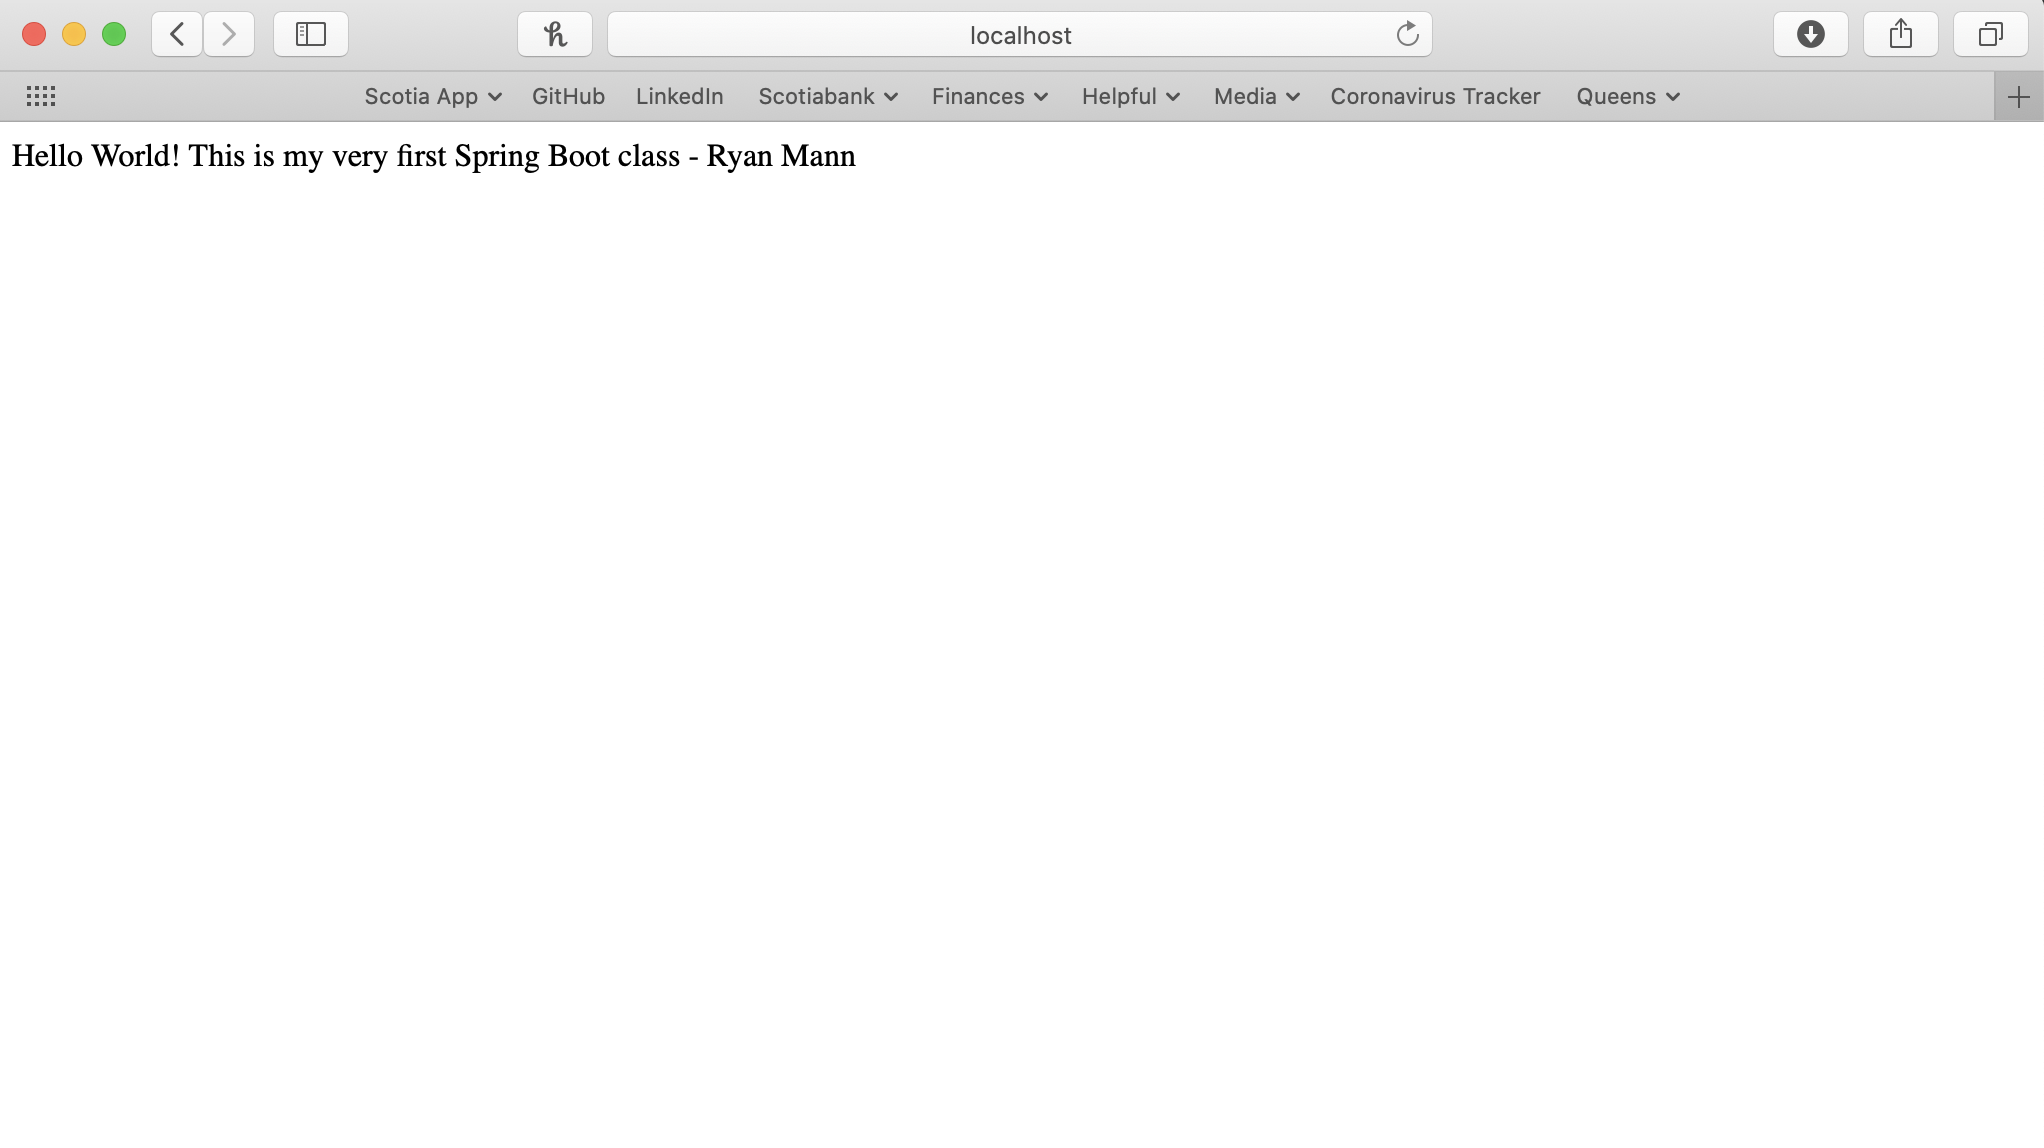 localhost
Scotia App GitHub LinkedIn Scotiabank Finances Helpful Media Coronavirus Tracker Queens
Hello World! This is my very first Spring Boot class - Ryan Mann